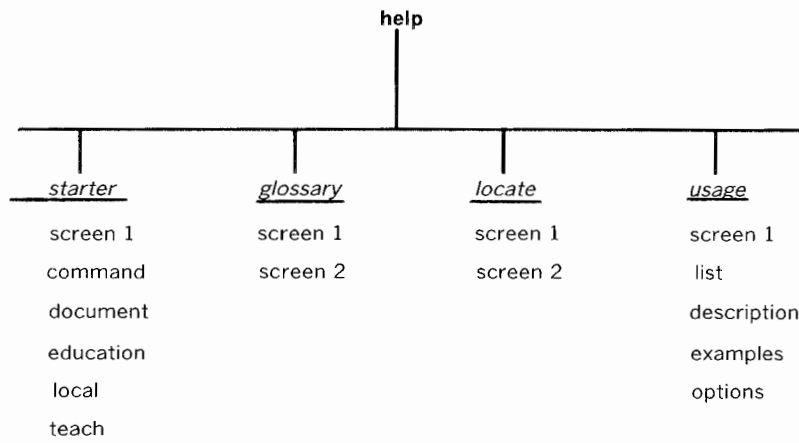 help
starter
screen 1
command
document
education
local
teach
glossary
screen 1
screen 2
locate
screen 1
screen 2
usage
screen 1
list
description
examples
options